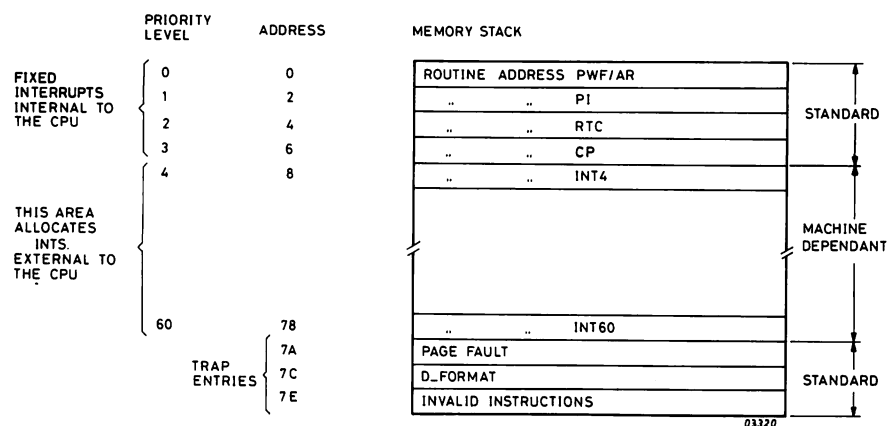 PRIORITY LEVEL ADDRESS MEMORY STACK
FIXED INTERRUPTS INTERNAL TO THE CPU
0 0 ROUTINE ADDRESS PWF/AR
1 2 ,, ,, PI
2 4 ,, ,, RTC
3 6 ,, ,, CP
STANDARD
4 8 ,, ,, INT4
THIS AREA ALLOCATES INTS. EXTERNAL TO THE CPU
MACHINE DEPENDANT
60 78 ,, ,, INT60
TRAP ENTRIES
7A PAGE FAULT
7C D_FORMAT
7E INVALID INSTRUCTIONS
STANDARD
03320